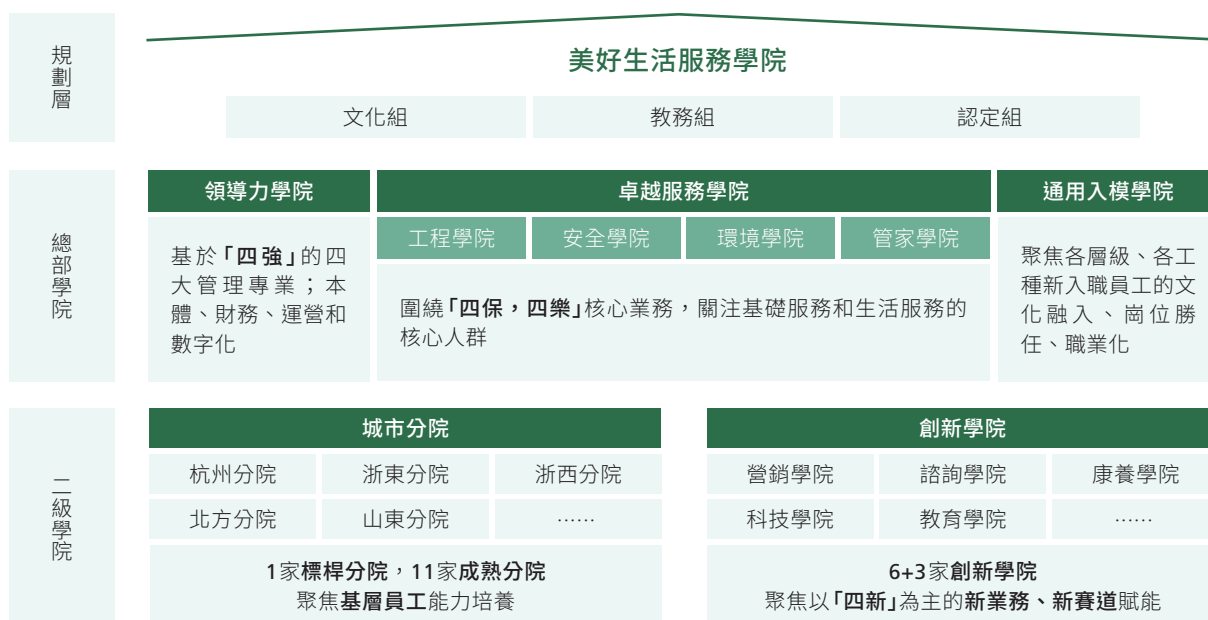 規劃層
美好生活服務學院
文化組
教務組
認定組
總部學院
領導力學院
基於「四強」的四
大管理專業；本
體、財務、運營和
數字化
卓越服務學院
工程學院
安全學院
環境學院
管家學院
圍繞「四保，四樂」核心業務，關注基礎服務和生活服務的
核心人群
通用入模學院
聚焦各層級、各工
種新入職員工的文
化融入、崗位勝
任、職業化
二級學院
城市分院
杭州分院
浙東分院
浙西分院
北方分院
山東分院
……
1家標桿分院，11家成熟分院
聚焦基層員工能力培養
創新學院
營銷學院
諮詢學院
康養學院
科技學院
教育學院
……
6+3家創新學院
聚焦以「四新」為主的新業務、新賽道賦能